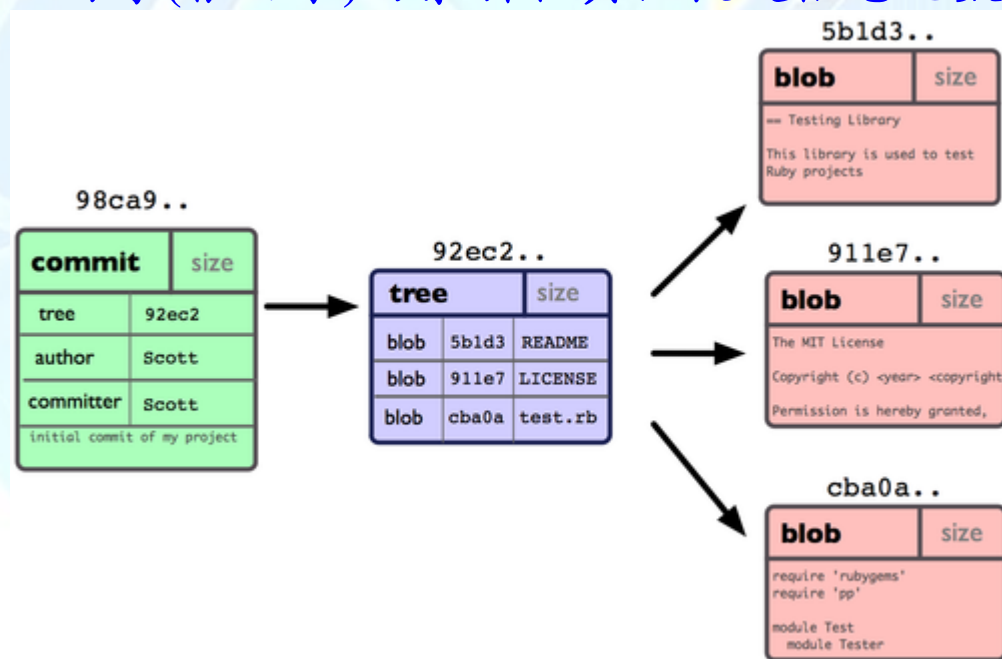 5b1d3..
blob size
== Testing Library
This library is used to test
Ruby projects
98ca9..
commit size
tree 92ec2
author Scott
committer Scott
initial commit of my project
92ec2..
tree size
blob 5b1d3 README
blob 911e7 LICENSE
blob cba0a test.rb
911e7..
blob size
The MIT License
Copyright (c) <year> <copyright
Permission is hereby granted,
cba0a..
blob size
require 'rubygems'
require 'pp'
module Test
module Tester